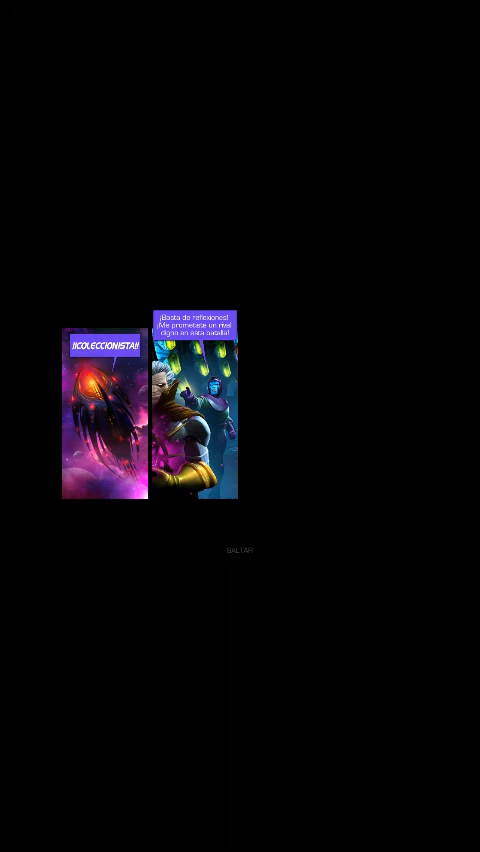 ¡¡COLECCIONISTA!!
¡Basta de reflexiones!
¡Me prometiste un rival
digno en esta batalla!
SALTAR